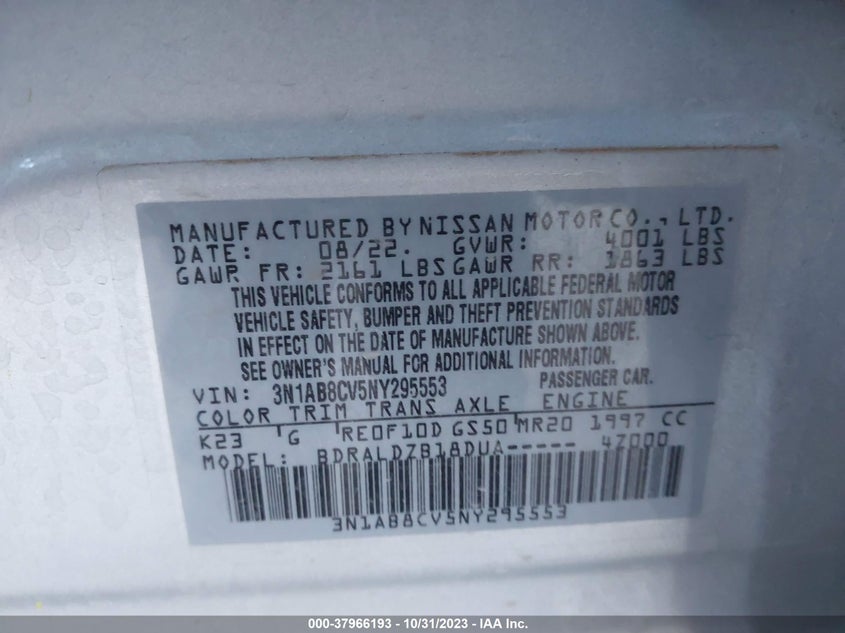 MANUFACTURED BY NISSAN MOTOR CO., LTD.
DATE: 08/22. GVWR: 4001 LBS
GAWR FR: 2161 LBS GAWR RR: 1863 LBS
THIS VEHICLE CONFORMS TO ALL APPLICABLE FEDERAL MOTOR
VEHICLE SAFETY, BUMPER AND THEFT PREVENTION STANDARDS
IN EFFECT ON THE DATE OF MANUFACTURE SHOWN ABOVE.
SEE OWNER'S MANUAL FOR ADDITIONAL INFORMATION.
VIN: 3N1AB8CV5NY295553 PASSENGER CAR.
COLOR TRIM TRANS AXLE ENGINE
K23 G RE0F10D GS50 MR20 1997 CC
MODEL: BDRALDZB18DUA----- 4Z000
3N1AB8CV5NY295553
000-37966193 - 10/31/2023 - IAA Inc.